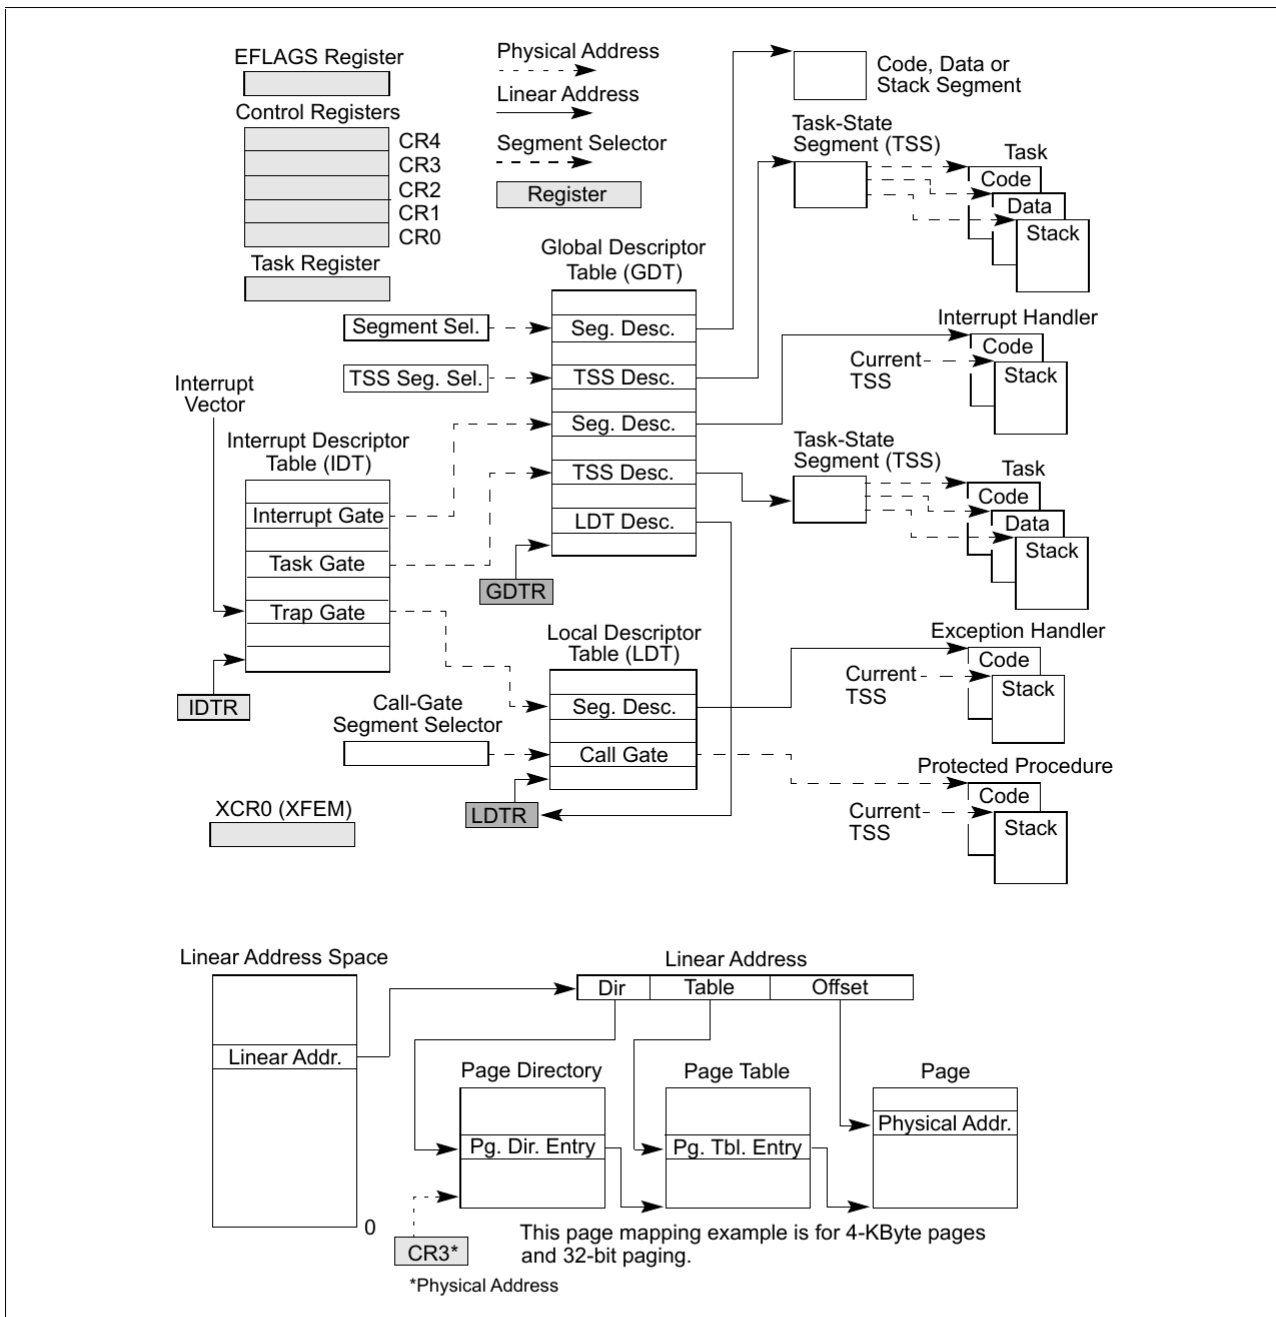 EFLAGS Register
Control Registers
CR4
CR3
CR2
CR1
CR0
Task Register
Physical Address
Linear Address
Segment Selector
Register
Code, Data or
Stack Segment
Task-State
Segment (TSS)
Task
Code
Data
Stack
Global Descriptor
Table (GDT)
Segment Sel.
Seg. Desc.
TSS Seg. Sel.
TSS Desc.
Seg. Desc.
TSS Desc.
LDT Desc.
GDTR
Interrupt Handler
Code
Current
TSS
Stack
Interrupt
Vector
Interrupt Descriptor
Table (IDT)
Interrupt Gate
Task Gate
Trap Gate
IDTR
Task-State
Segment (TSS)
Task
Code
Data
Stack
Local Descriptor
Table (LDT)
Seg. Desc.
Call Gate
Call-Gate
Segment Selector
LDTR
Exception Handler
Code
Current
TSS
Stack
Protected Procedure
Code
Current
TSS
Stack
XCR0 (XFEM)
Linear Address Space
Linear Addr.
0
Linear Address
Dir
Table
Offset
Page Directory
Pg. Dir. Entry
Page Table
Pg. Tbl. Entry
Page
Physical Addr.
CR3*
*Physical Address
This page mapping example is for 4-KByte pages
and 32-bit paging.